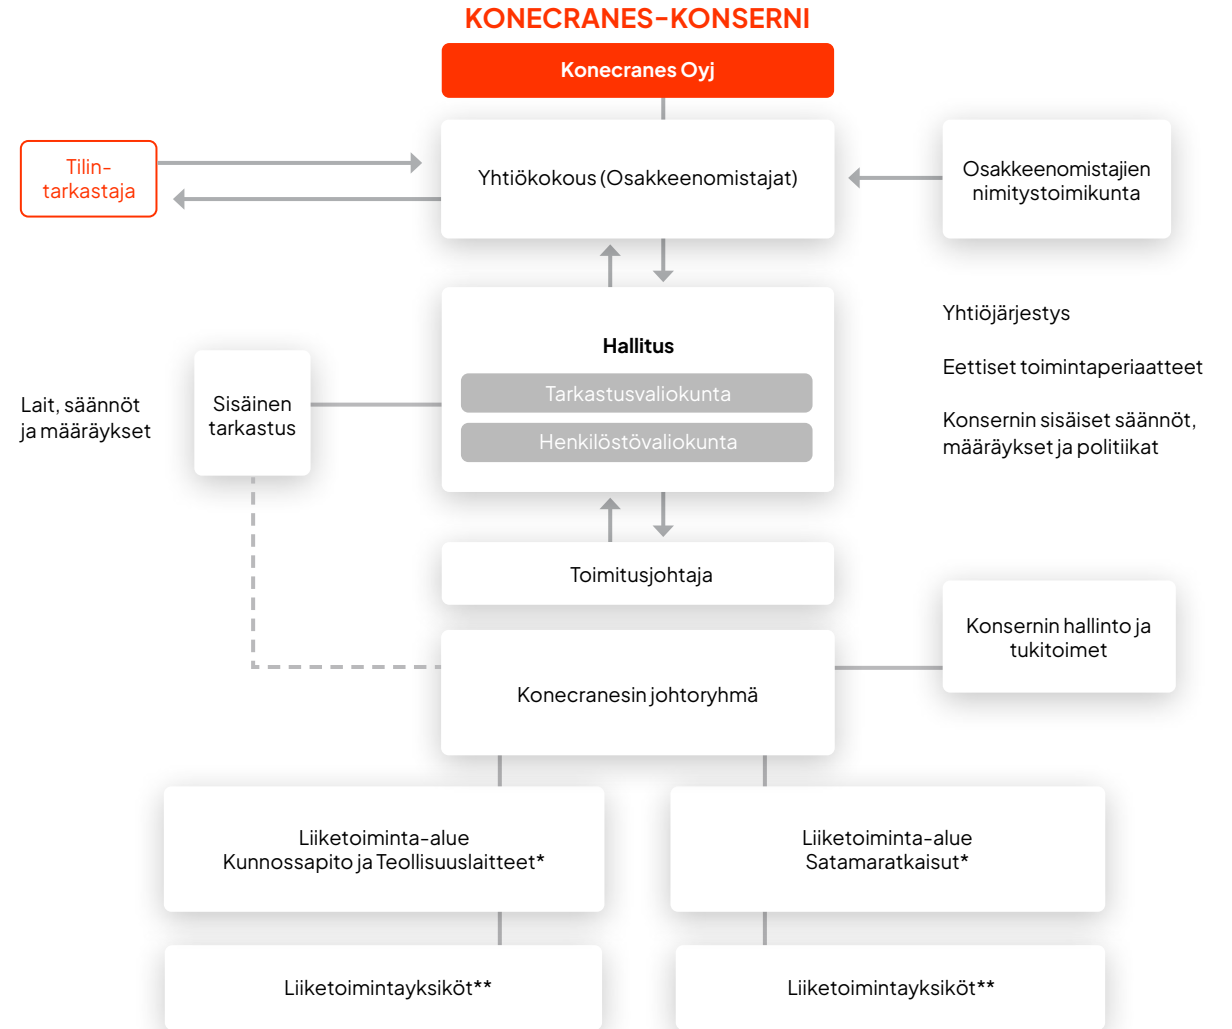 KONECRANES-KONSERNI
Konecranes Oyj
Tilin-
tarkastaja
Yhtiökokous (Osakkeenomistajat)
Osakkeenomistajien
nimitystoimikunta
Lait, säännöt
ja määräykset
Sisäinen
tarkastus
Hallitus
Tarkastusvaliokunta
Henkilöstövaliokunta
Yhtiöjärjestys
Eettiset toimintaperiaatteet
Konsernin sisäiset säännöt,
määräykset ja politiikat
Toimitusjohtaja
Konecranesin johtoryhmä
Konsernin hallinto ja
tukitoimet
Liiketoiminta-alue
Kunnossapito ja Teollisuuslaitteet*
Liiketoiminta-alue
Satamaratkaisut*
Liiketoimintayksiköt**
Liiketoimintayksiköt**